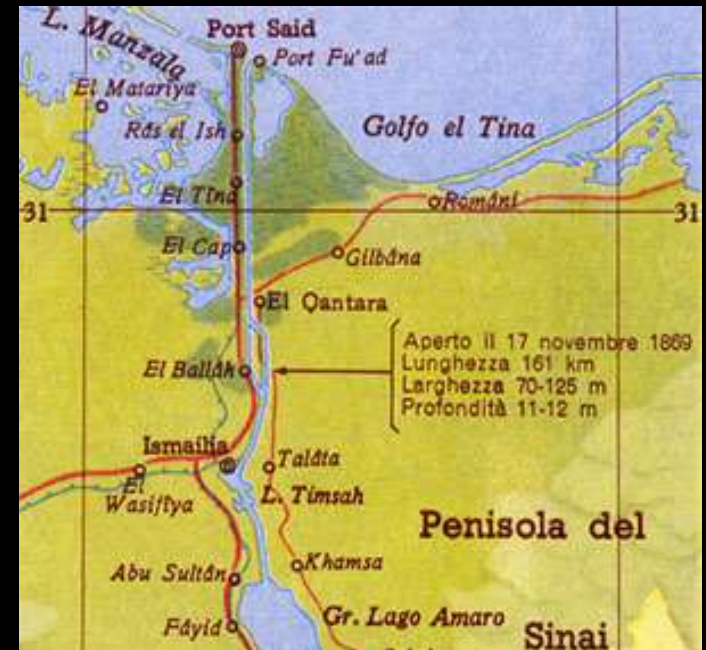 L. Manzala
Port Said
Port Fu'ad
El Matariya
Râs el Ish
Golfo el Tina
El Tînâ
31
Români
31
El Cap
Gilbâna
El Qantara
Aperto il 17 novembre 1869
Lunghezza 161 km
Larghezza 70-125 m
Profondità 11-12 m
El Ballâh
Ismailia
Talâta
El
Wasifîya
L. Timsah
Penisola del
Khamsa
Abu Sultân
Gr. Lago Amaro
Fâyid
Sinai